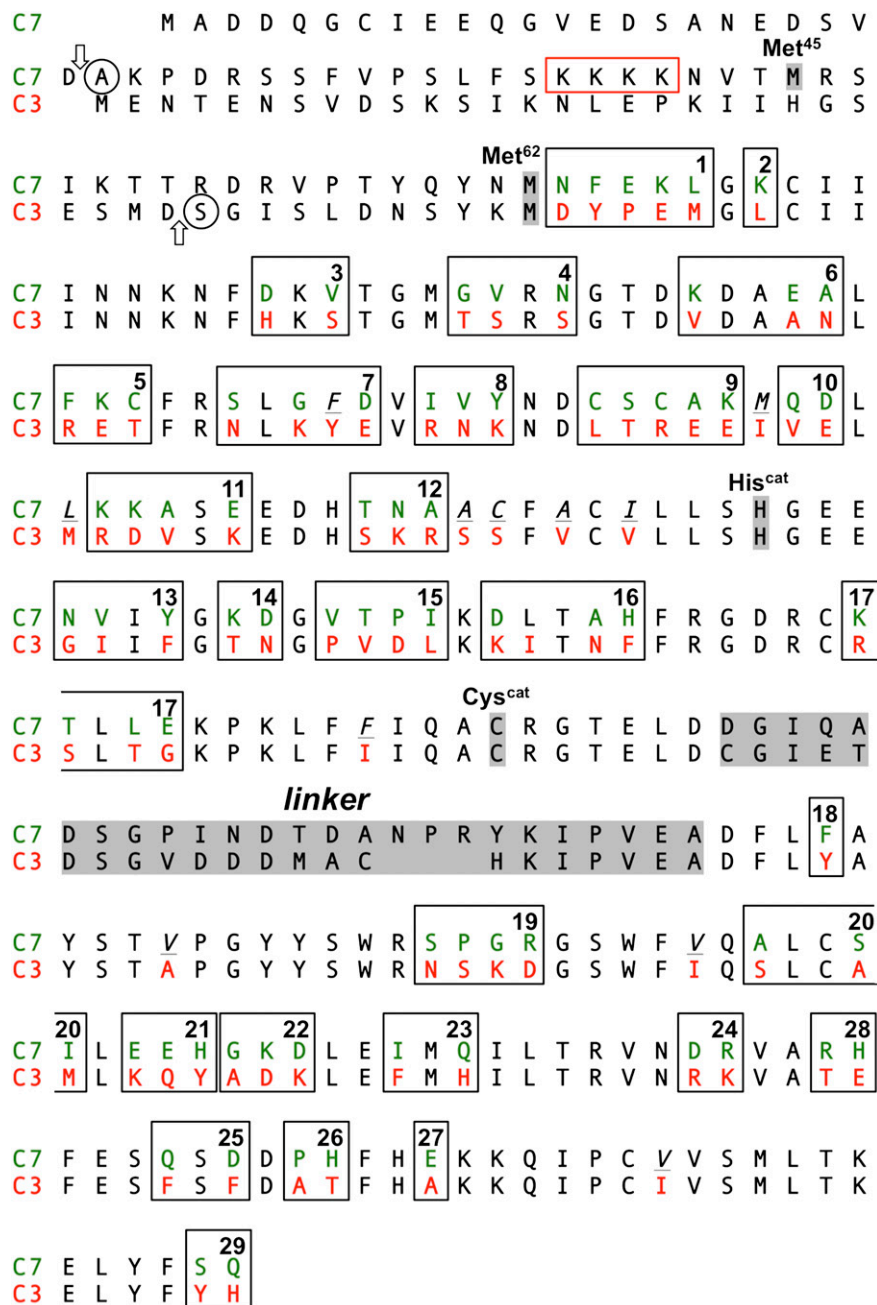 C7 M A D D Q G C I E E Q G V E D S A N E D S V
Met45
C7 D A K P D R S S F V P S L F S K K K K N V T M R S
C3 M E N T E N S V D S K S I K N L E P K I I H G S
Met62 1 2
C7 I K T T R D R V P T Y Q Y N M N F E K L G K C I I
C3 E S M D S G I S L D N S Y K M D Y P E M G L C I I
3 4 6
C7 I N N K N F D K V T G M G V R N G T D K D A E A L
C3 I N N K N F H K S T G M T S R S G T D V D A A N L
5 7 8 9 10
C7 F K C F R S L G F D V I V Y N D C S C A K M Q D L
C3 R E T F R N L K Y E V R N K N D L T R E E I V E L
11 12 Hiscat
C7 L K K A S E E D H T N A A C F A C I L L S H G E E
C3 M R D V S K E D H S K R S S F V C V L L S H G E E
13 14 15 16 17
C7 N V I Y G K D G V T P I K D L T A H F R G D R C K
C3 G I I F G T N G P V D L K K I T N F F R G D R C R
17 Cyscat
C7 T L L E K P K L F F I Q A C R G T E L D D G I Q A
C3 S L T G K P K L F I I Q A C R G T E L D C G I E T
linker 18
C7 D S G P I N D T D A N P R Y K I P V E A D F L F A
C3 D S G V D D D M A C H K I P V E A D F L Y A
19 20
C7 Y S T V P G Y Y S W R S P G R G S W F V Q A L C S
C3 Y S T A P G Y Y S W R N S K D G S W F I Q S L C A
20 21 22 23 24 28
C7 I L E E H G K D L E I M Q I L T R V N D R V A R H
C3 M L K Q Y A D K L E F M H I L T R V N R K V A T E
25 26 27
C7 F E S Q S D D P H F H E K K Q I P C V V S M L T K
C3 F E S F S F D A T F H A K K Q I P C I V S M L T K
29
C7 E L Y F S Q
C3 E L Y F Y H